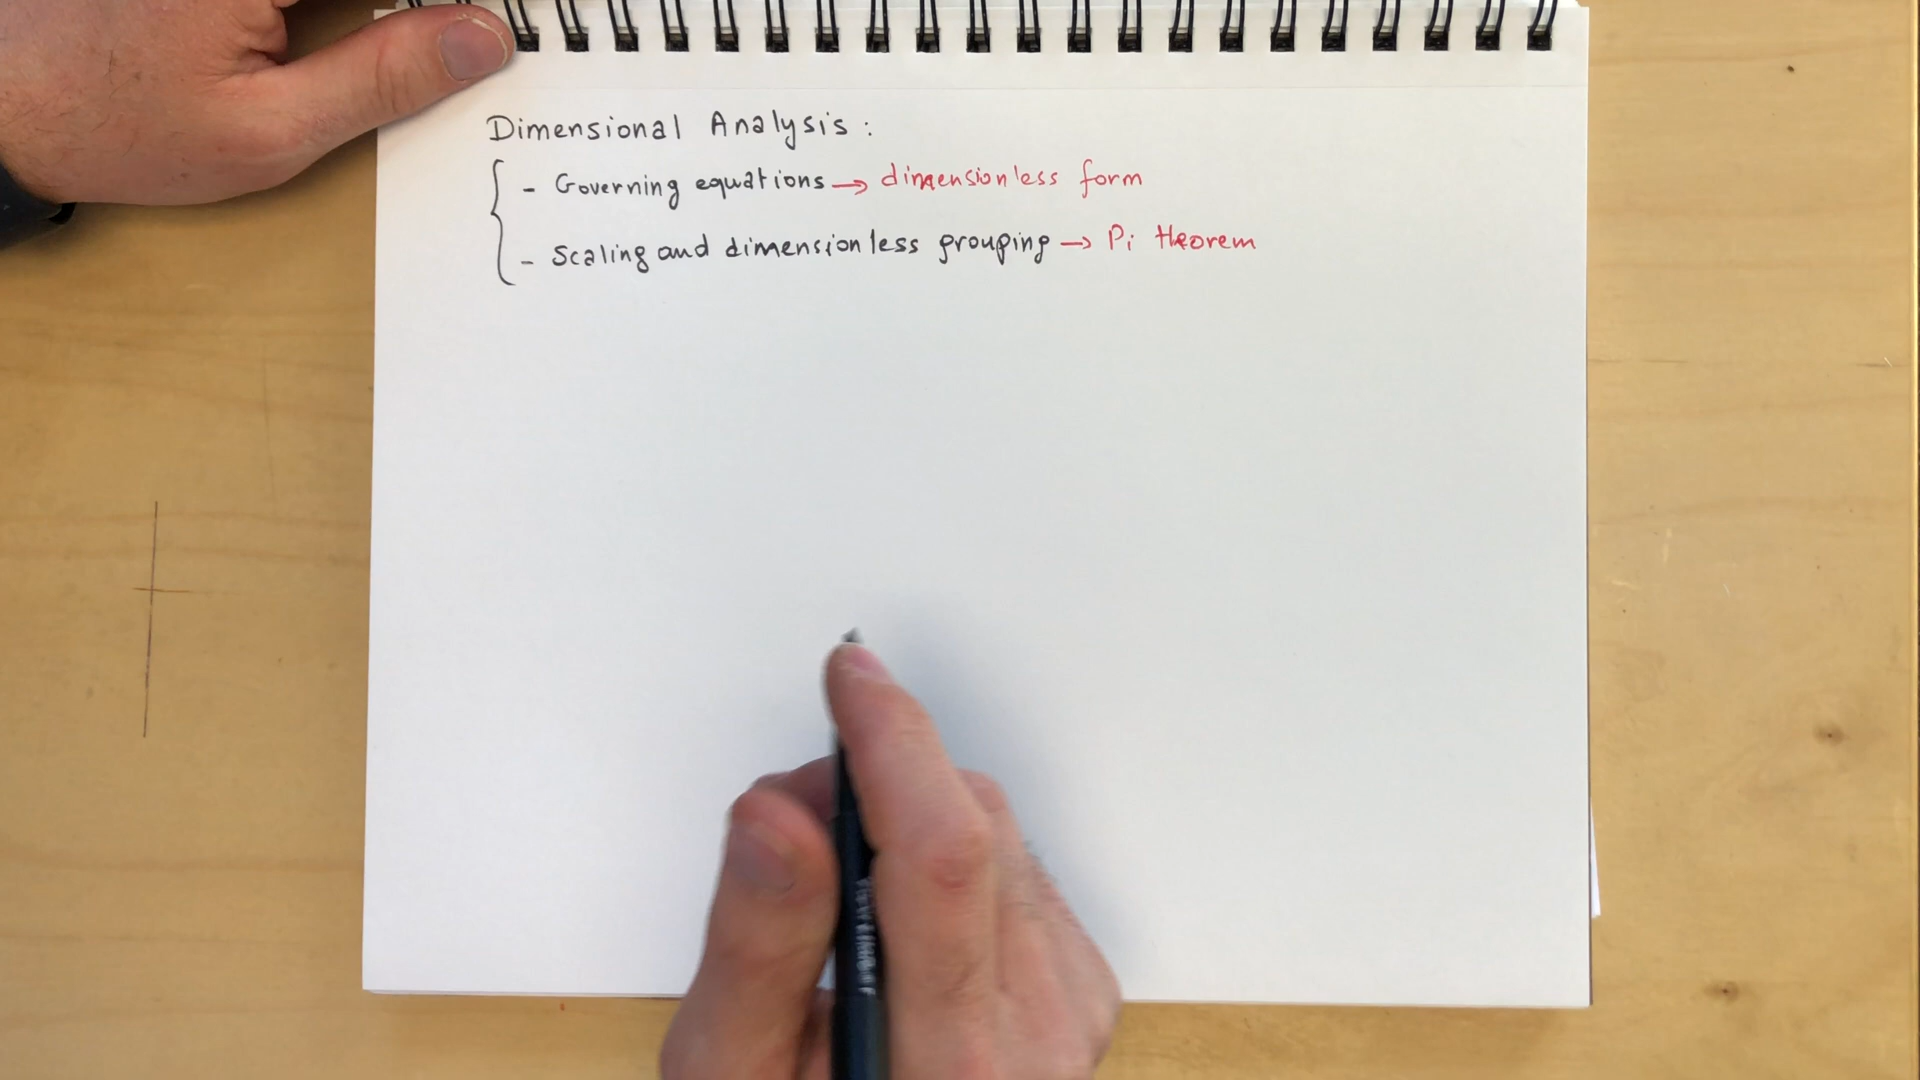 Dimensional Analysis :
- Governing equations → dimensionless form
- Scaling and dimensionless grouping → Pi theorem